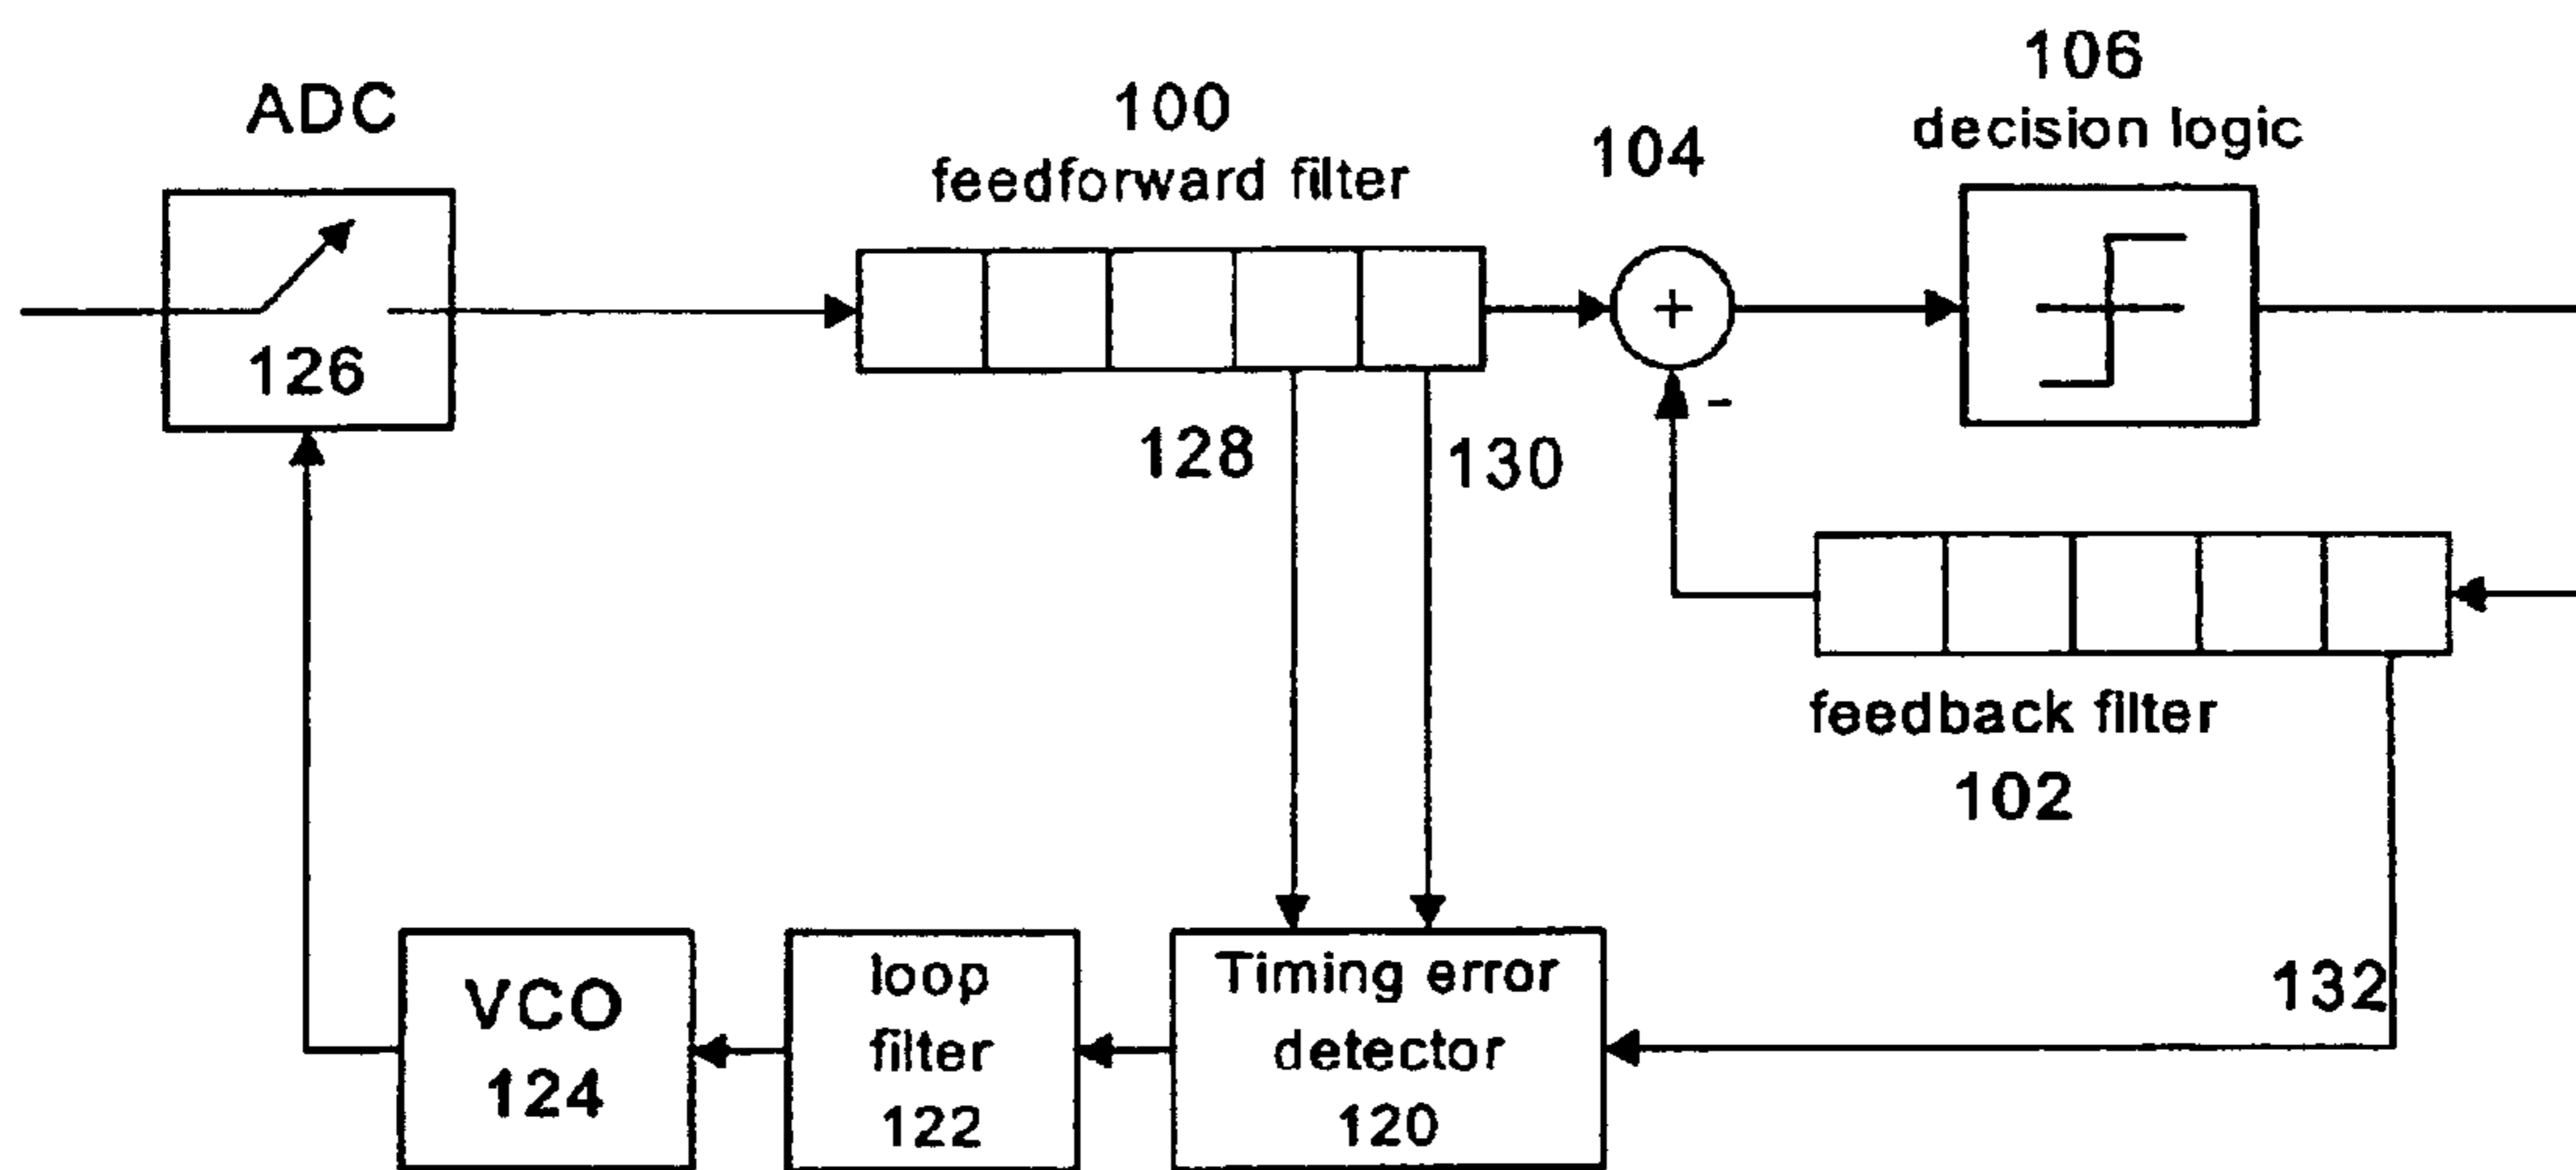 ADC
126
100
feedforward filter
104
+
106
decision logic
128
130
-
feedback filter
102
132
VCO
124
loop
filter
122
Timing error
detector
120